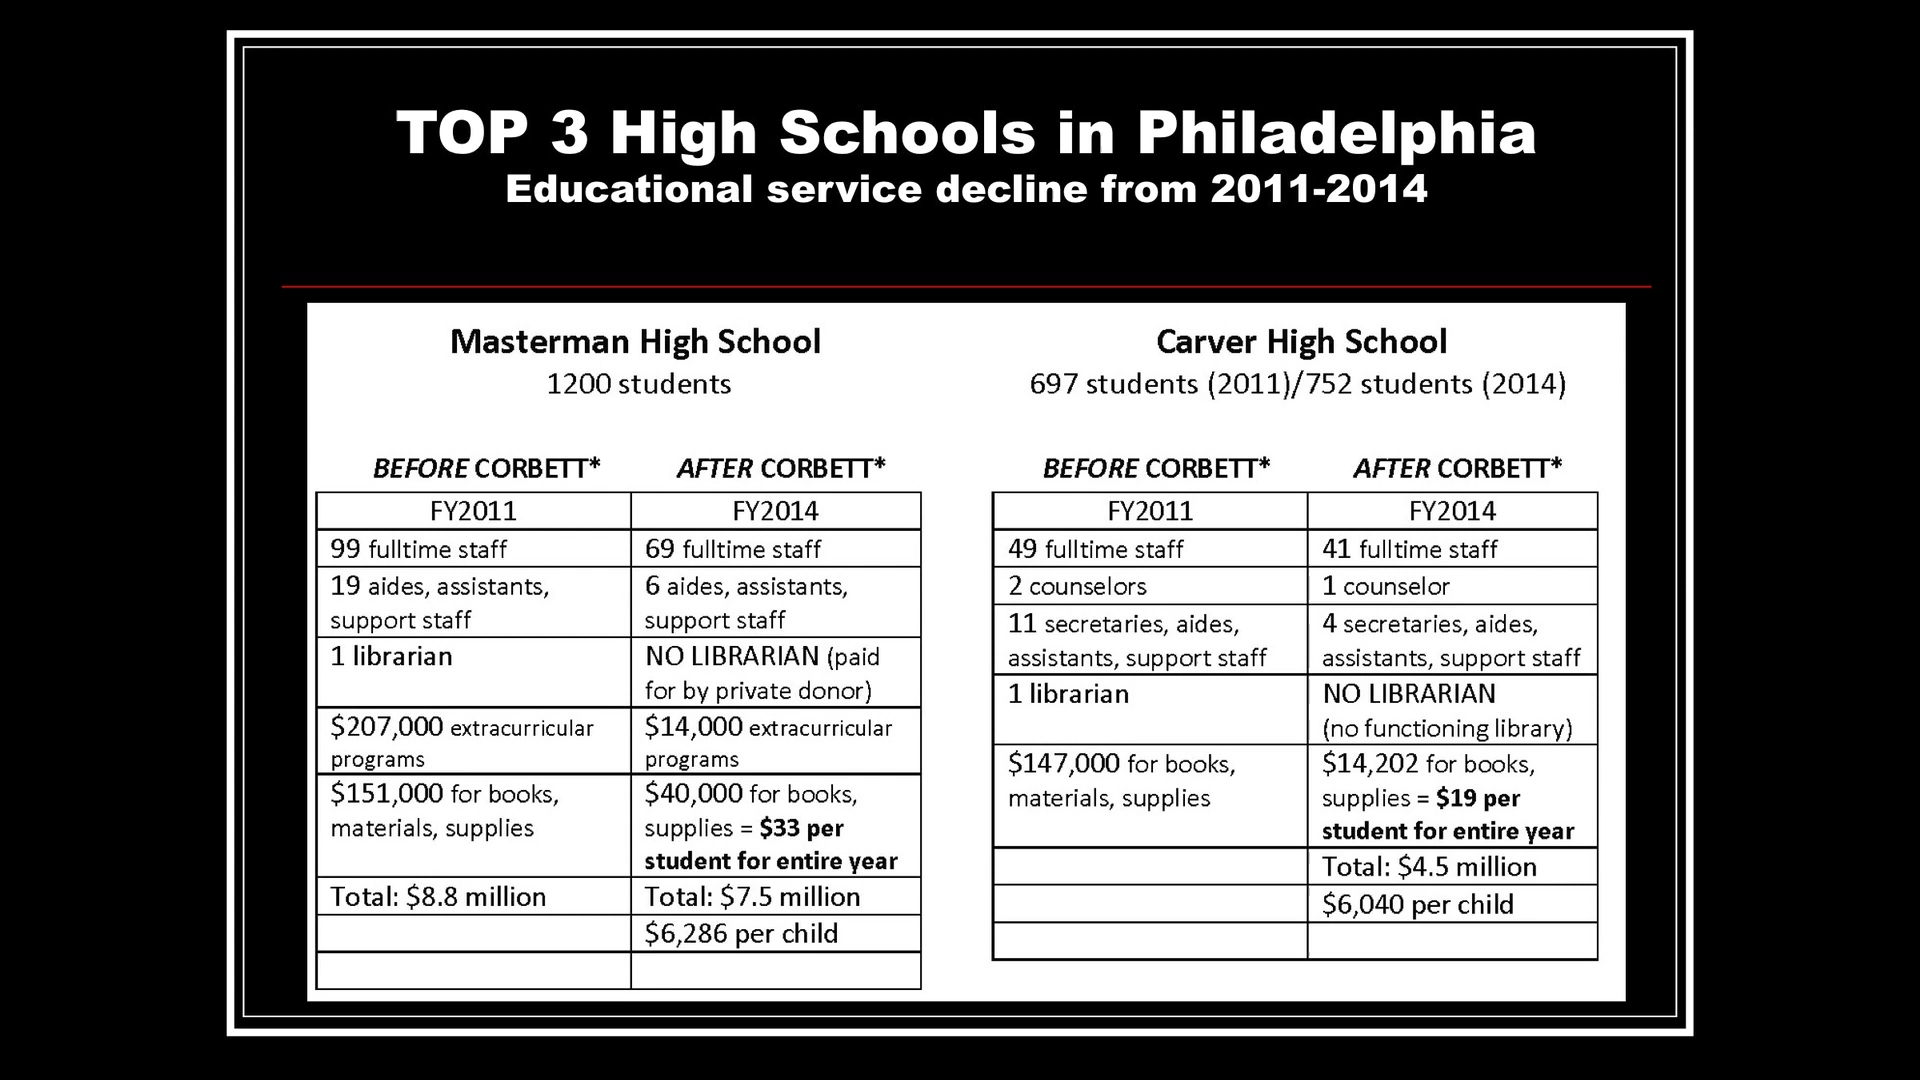 TOP 3 High Schools in Philadelphia
Educational service decline from 2011-2014
Masterman High School
1200 students
BEFORE CORBETT* AFTER CORBETT*
FY2011 FY2014
99 fulltime staff 69 fulltime staff
19 aides, assistants, 6 aides, assistants,
support staff support staff
1 librarian NO LIBRARIAN (paid
for by private donor)
$207,000 extracurricular $14,000 extracurricular
programs programs
$151,000 for books, $40,000 for books,
materials, supplies supplies = $33 per
student for entire year
Total: $8.8 million Total: $7.5 million
$6,286 per child
Carver High School
697 students (2011)/752 students (2014)
BEFORE CORBETT* AFTER CORBETT*
FY2011 FY2014
49 fulltime staff 41 fulltime staff
2 counselors 1 counselor
11 secretaries, aides, 4 secretaries, aides,
assistants, support staff assistants, support staff
1 librarian NO LIBRARIAN
(no functioning library)
$147,000 for books, $14,202 for books,
materials, supplies supplies = $19 per
student for entire year
Total: $4.5 million
$6,040 per child